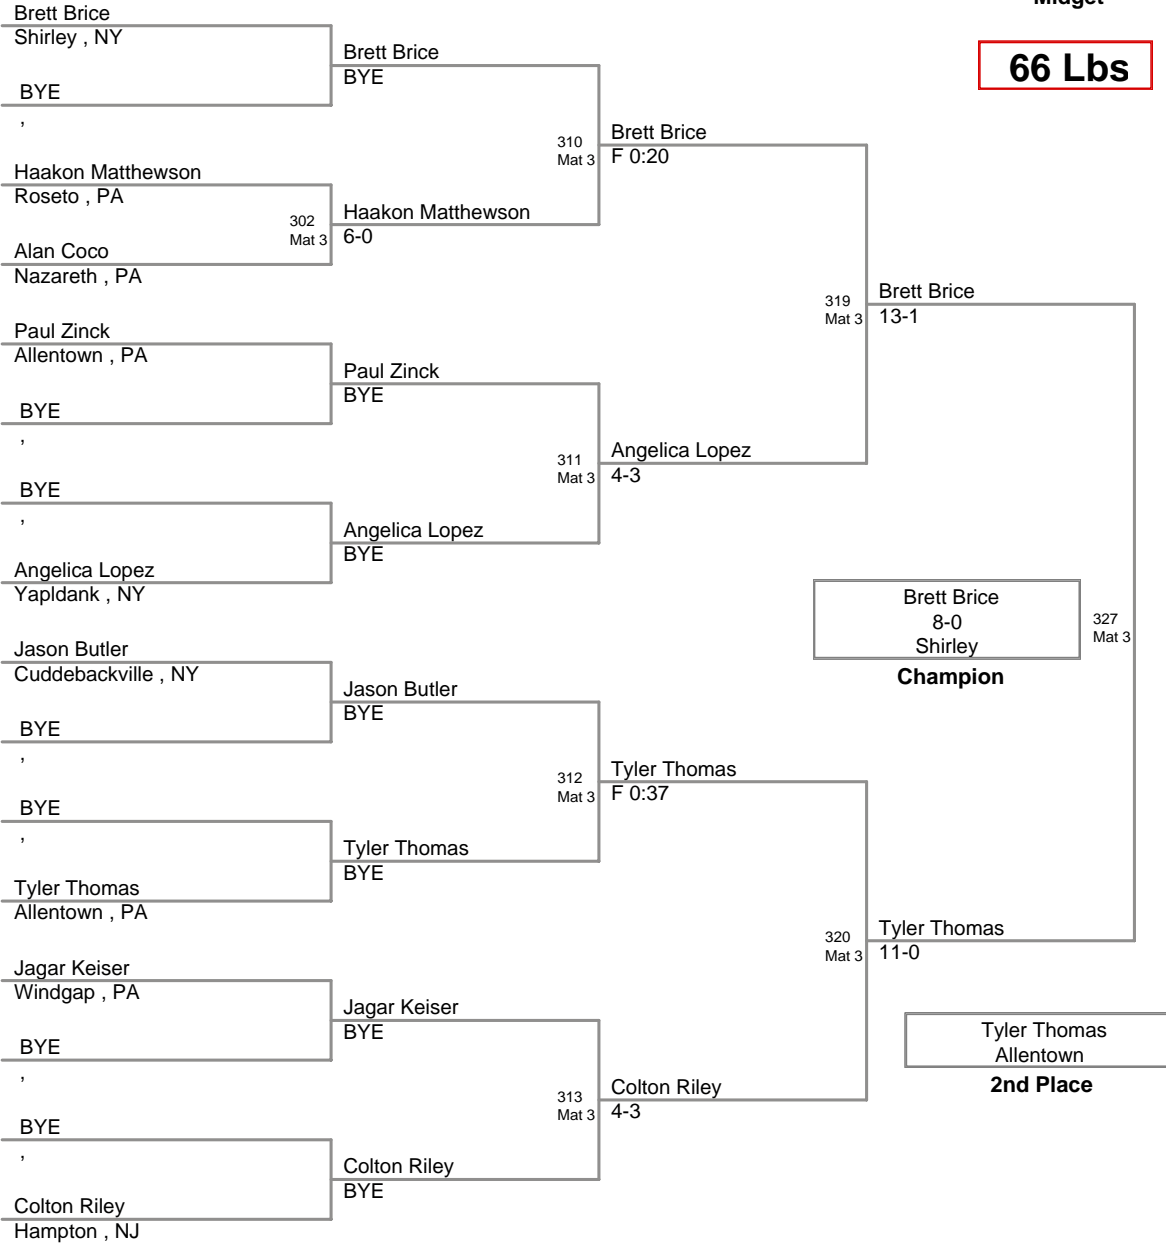 Midget
66 Lbs
Brett Brice
Shirley , NY
BYE
,
Haakon Matthewson
Roseto , PA
Alan Coco
Nazareth , PA
Paul Zinck
Allentown , PA
BYE
,
BYE
,
Angelica Lopez
Yapldank , NY
Jason Butler
Cuddebackville , NY
BYE
,
BYE
,
Tyler Thomas
Allentown , PA
Jagar Keiser
Windgap , PA
BYE
,
BYE
,
Colton Riley
Hampton , NJ
Brett Brice
BYE
302
Mat 3
Haakon Matthewson
6-0
Paul Zinck
BYE
Angelica Lopez
BYE
Jason Butler
BYE
Tyler Thomas
BYE
Jagar Keiser
BYE
Colton Riley
BYE
310
Mat 3
Brett Brice
F 0:20
311
Mat 3
Angelica Lopez
4-3
312
Mat 3
Tyler Thomas
F 0:37
313
Mat 3
Colton Riley
4-3
319
Mat 3
Brett Brice
13-1
320
Mat 3
Tyler Thomas
11-0
327
Mat 3
Brett Brice
8-0
Shirley
Champion
Tyler Thomas
Allentown
2nd Place